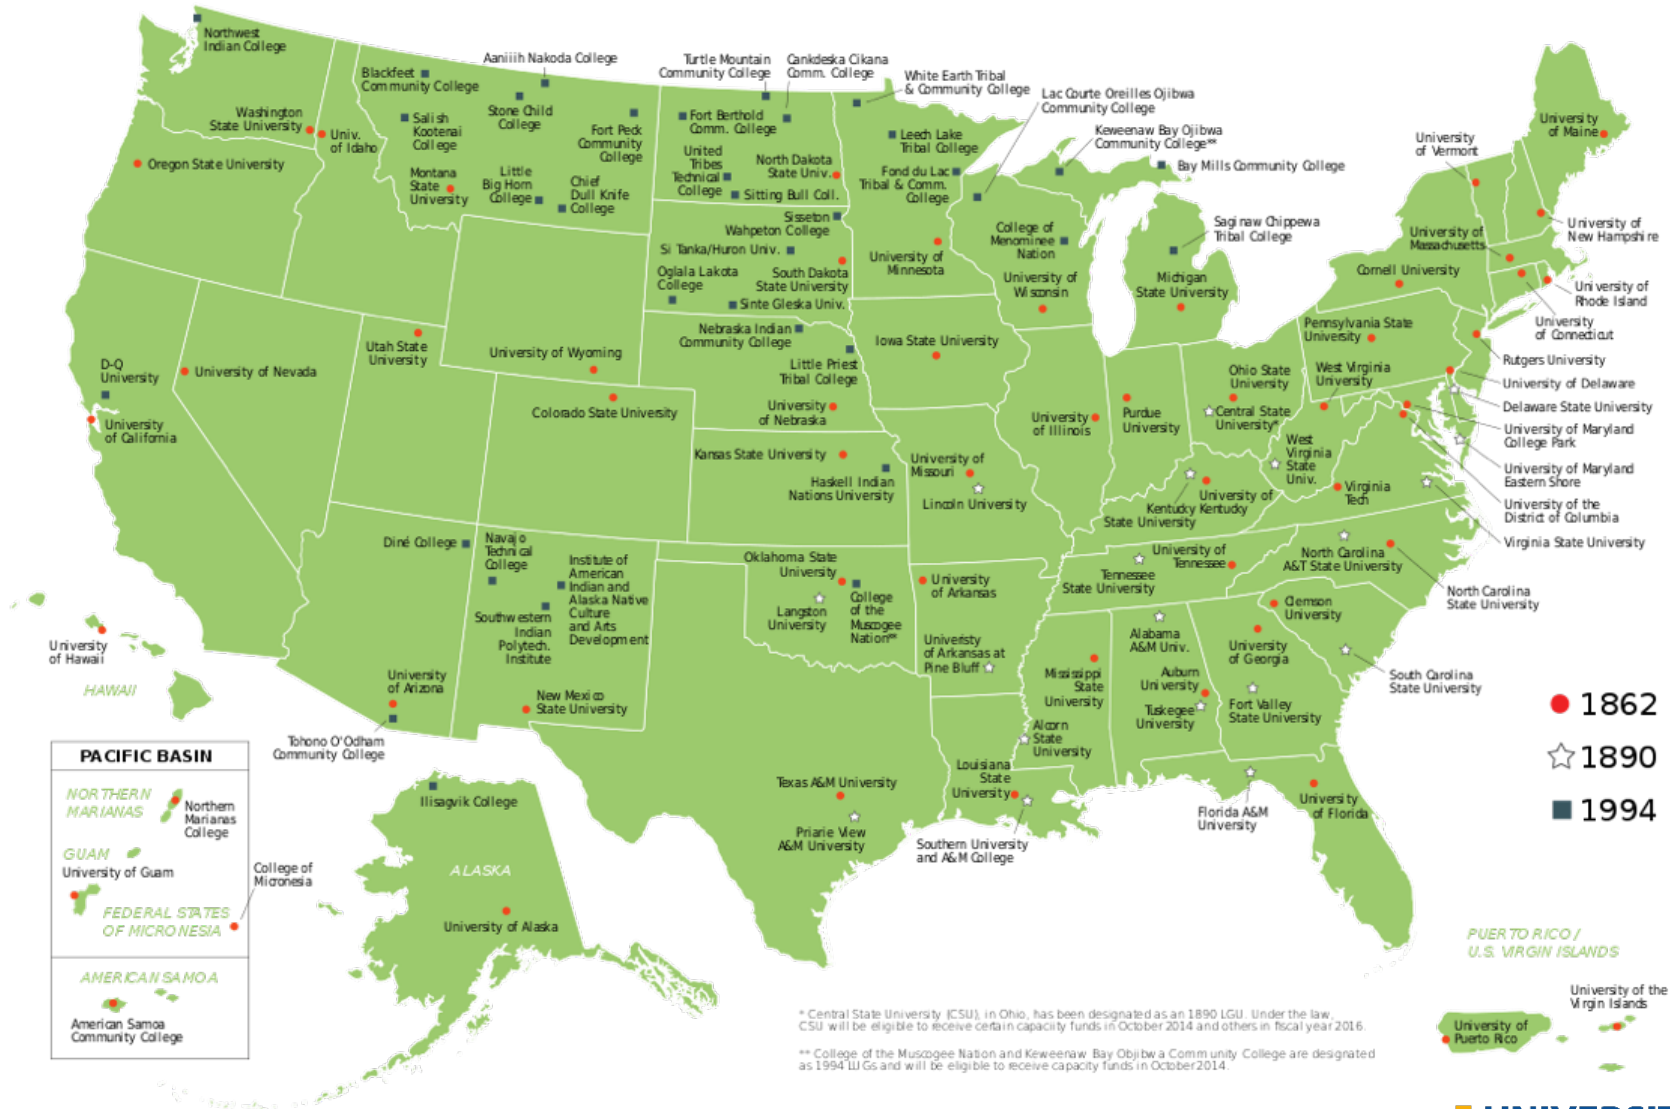 Northwest
Indian College
Washington
State University
Univ.
of Idaho
Oregon State University
Blackfeet
Community College
Aaniiih Nakoda College
Salish
Kootenai
College
Stone Child
College
Fort Peck
Community
College
Montana
State
University
Little
Big Horn
College
Chief
Dull Knife
College
Turtle Mountain
Community College
Cankdeska Cikana
Comm. College
Fort Berthold
Comm. College
United
Tribes
Technical
College
North Dakota
State Univ.
Sitting Bull Coll.
White Earth Tribal
& Community College
Leech Lake
Tribal College
Fond du Lac
Tribal & Comm.
College
Lac Courte Oreilles Ojibwa
Community College
Keweenaw Bay Ojibwa
Community College**
Bay Mills Community College
Saginaw Chippewa
Tribal College
Sisseton
Wahpeton College
Si Tanka/Huron Univ.
Oglala Lakota
College
South Dakota
State University
Sinte Gleska Univ.
University of
Minnesota
College of
Menominee
Nation
University of
Wisconsin
Michigan
State University
University
of Maine
University
of Vermont
University of
New Hampshire
University of
Massachusetts
Cornell University
University of
Rhode Island
University
of Connecticut
Pennsylvania State
University
Rutgers University
University of Delaware
Delaware State University
University of Maryland
College Park
University of Maryland
Eastern Shore
University of the
District of Columbia
Virginia State University
West Virginia
University
Ohio State
University
Central State
University*
West
Virginia
State
Univ.
Virginia
Tech
Nebraska Indian
Community College
Little Priest
Tribal College
University
of Nebraska
Iowa State University
University
of Illinois
Purdue
University
Utah State
University
University of Wyoming
Colorado State University
D-Q
University
University of Nevada
University
of California
Kansas State University
Haskell Indian
Nations University
University of
Missouri
Lincoln University
University of
Kentucky
Kentucky
State University
University of
Tennessee
Tennessee
State University
North Carolina
A&T State University
North Carolina
State University
Diné College
Navajo
Technical
College
Institute of
American
Indian and
Alaska Native
Culture
and Arts
Development
Southwestern
Indian
Polytech.
Institute
New Mexico
State University
University
of Arizona
Tohono O'Odham
Community College
Oklahoma State
University
Langston
University
College
of the
Muscogee
Nation**
University
of Arkansas
Univeristy
of Arkansas at
Pine Bluff
Mississippi
State
University
Alcorn
State
University
Alabama
A&M Univ.
Auburn
University
Tuskegee
University
Clemson
University
University
of Georgia
Fort Valley
State University
South Carolina
State University
Louisiana
State
University
Southern University
and A&M College
Texas A&M University
Priarie View
A&M University
Florida A&M
University
University
of Florida
University
of Hawaii
HAWAII
PACIFIC BASIN
NORTHERN
MARIANAS
Northern
Marianas
College
GUAM
University of Guam
College of
Micronesia
FEDERAL STATES
OF MICRONESIA
AMERICAN SAMOA
American Samoa
Community College
Ilisagvik College
ALASKA
University of Alaska
1862
1890
1994
PUERTO RICO /
U.S. VIRGIN ISLANDS
University of the
Virgin Islands
University of
Puerto Rico
* Central State University (CSU), in Ohio, has been designated as an 1890 LGU. Under the law,
CSU will be eligible to receive certain capaciity funds in October 2014 and others in fiscal year 2016.
** College of the Muscogee Nation and Keweenaw Bay Objibwa Community College are designated
as 1994 LUGs and will be eligible to receive capacity funds in October 2014.